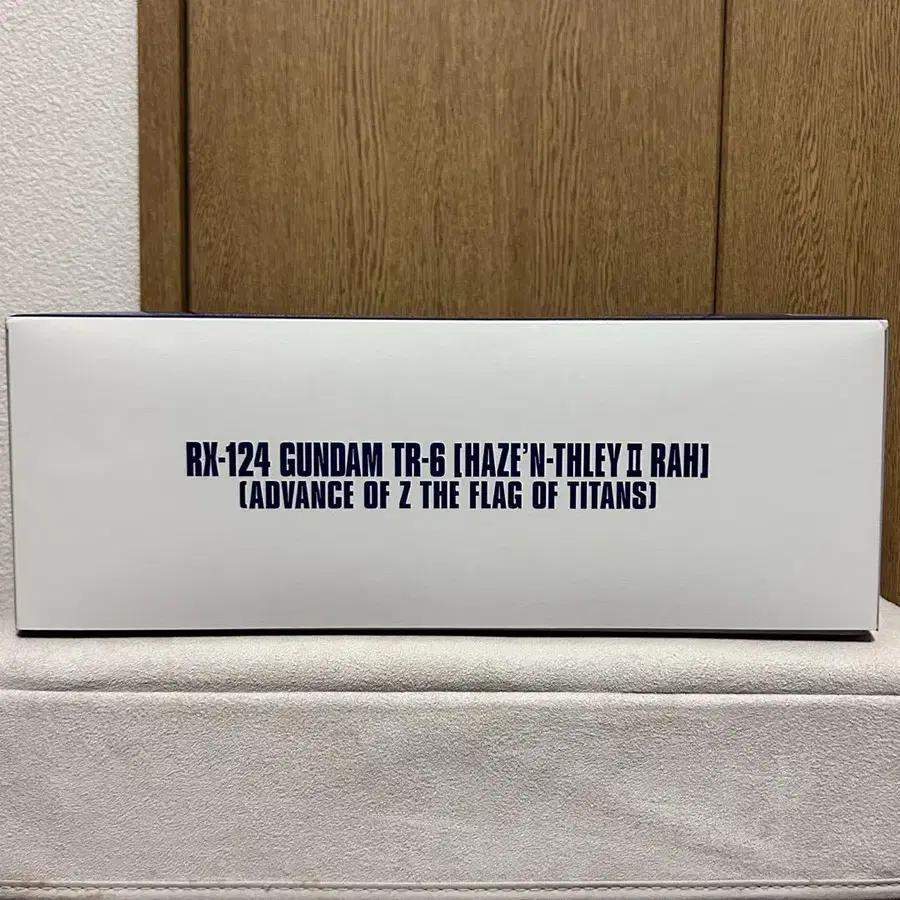 RX-124 GUNDAM TR-6 [HAZE'N-THLEY II RAH]
(ADVANCE OF Z THE FLAG OF TITANS)